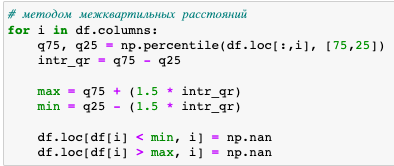 # методом межквартильных расстояний
for i in df.columns:
    q75, q25 = np.percentile(df.loc[:,i], [75,25])
    intr_qr = q75 - q25
    max = q75 + (1.5 * intr_qr)
    min = q25 - (1.5 * intr_qr)
    df.loc[df[i] < min, i] = np.nan
    df.loc[df[i] > max, i] = np.nan